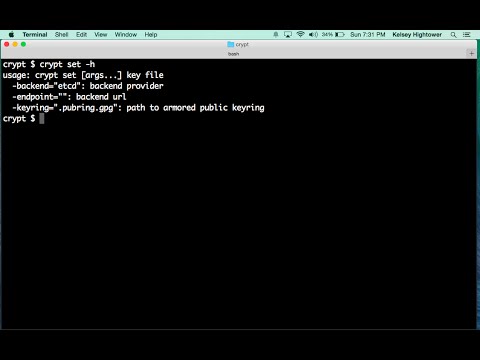 Terminal Shell Edit View Window Help 34% Sun 7:31 PM Kelsey Hightower
crypt
bash
crypt $ crypt set -h
usage: crypt set [args...] key file
  -backend="etcd": backend provider
  -endpoint="": backend url
  -keyring=".pubring.gpg": path to armored public keyring
crypt $